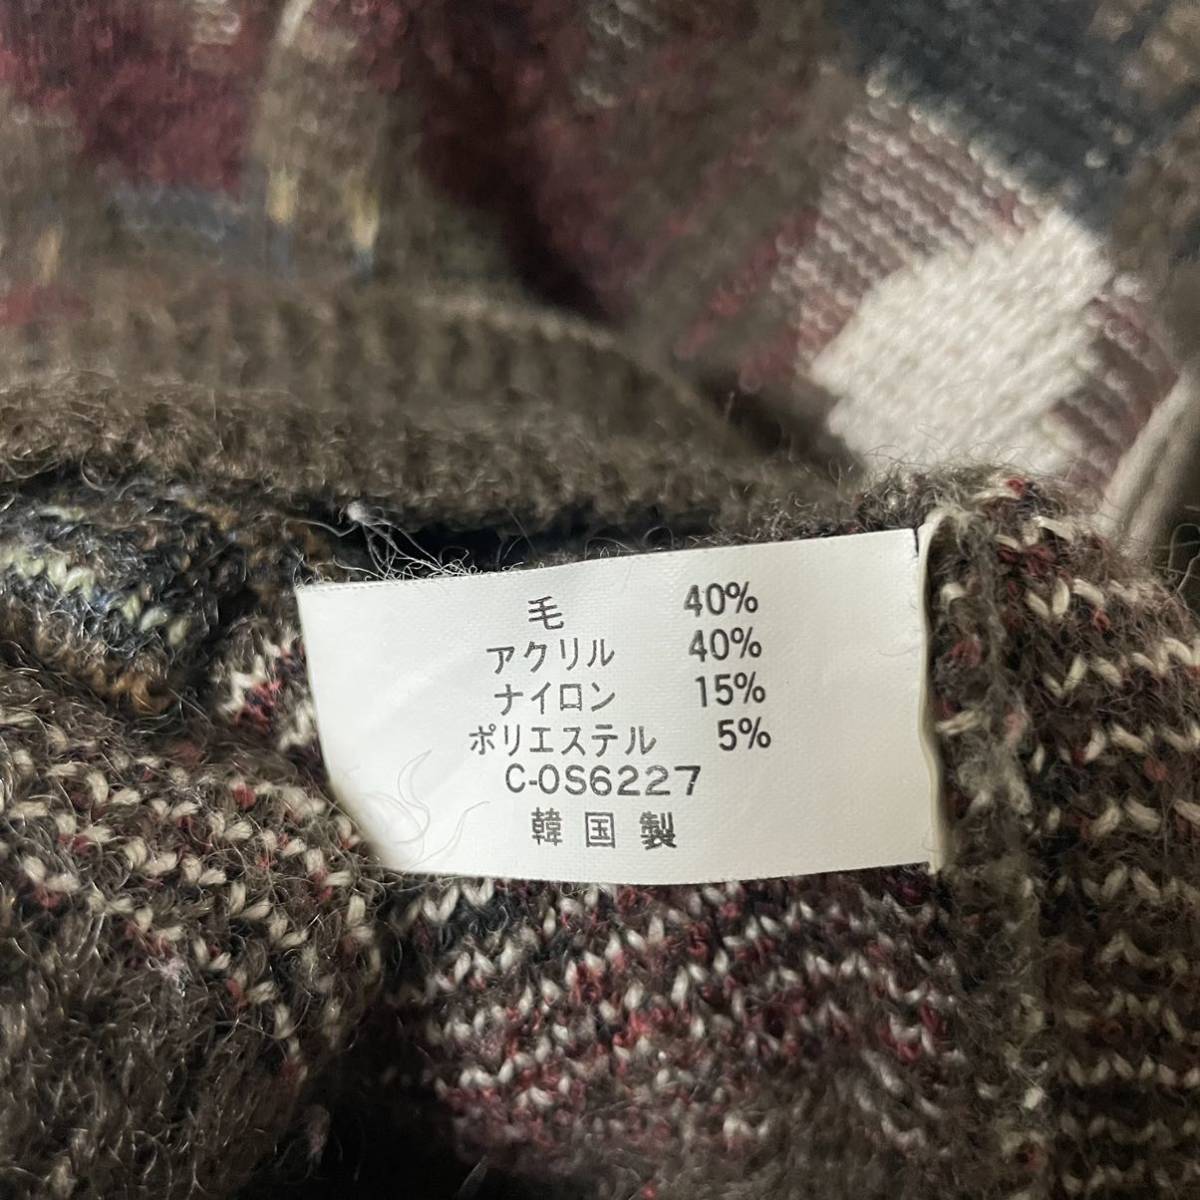 毛 40%
アクリル 40%
ナイロン 15%
ポリエステル 5%
C-OS6227
韓国製